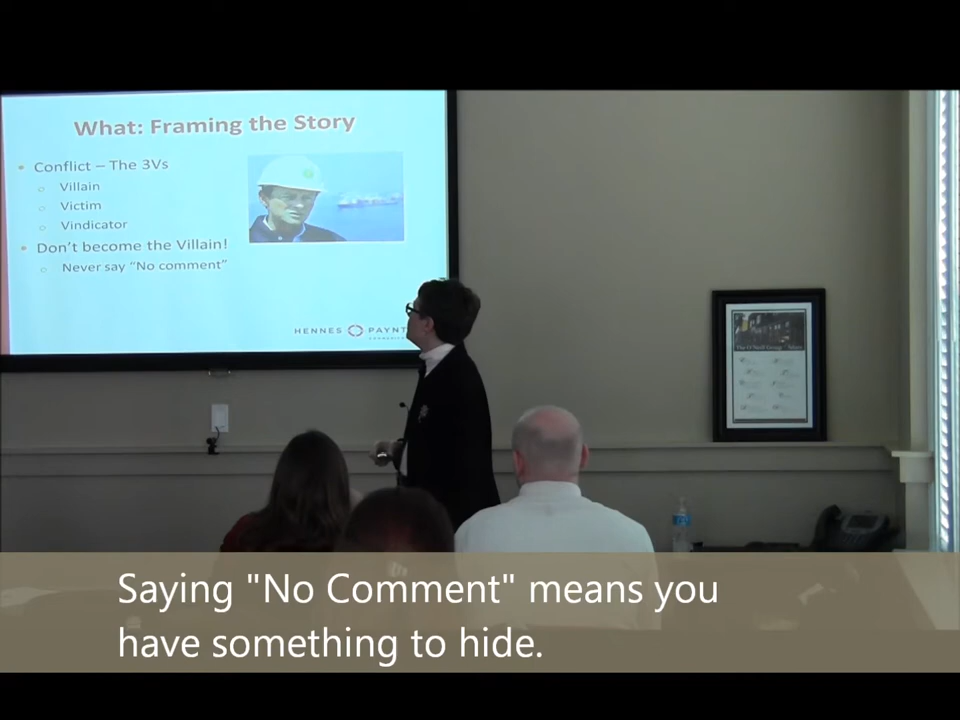 What: Framing the Story
Conflict – The 3Vs
Villain
Victim
Vindicator
Don't become the Villain!
Never say "No comment"
HENNES PAYNT
Saying "No Comment" means you
have something to hide.